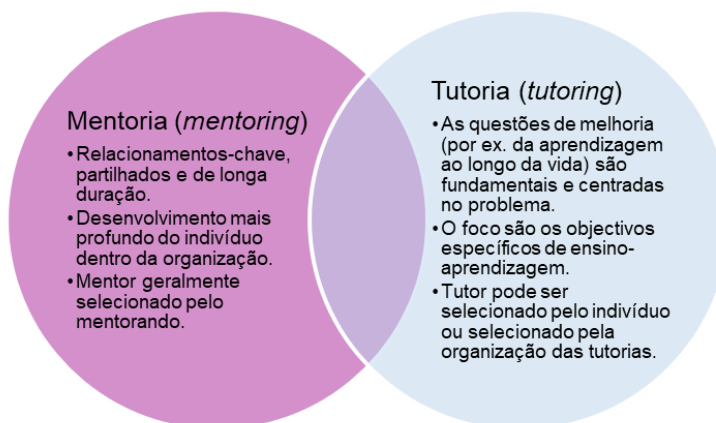 Mentoria (mentoring)
•Relacionamentos-chave,
partilhados e de longa
duração.
•Desenvolvimento mais
profundo do indivíduo
dentro da organização.
•Mentor geralmente
selecionado pelo
mentorando.
Tutoria (tutoring)
•As questões de melhoria
(por ex. da aprendizagem
ao longo da vida) são
fundamentais e centradas
no problema.
•O foco são os objectivos
específicos de ensino-
aprendizagem.
•Tutor pode ser
selecionado pelo indivíduo
ou selecionado pela
organização das tutorias.